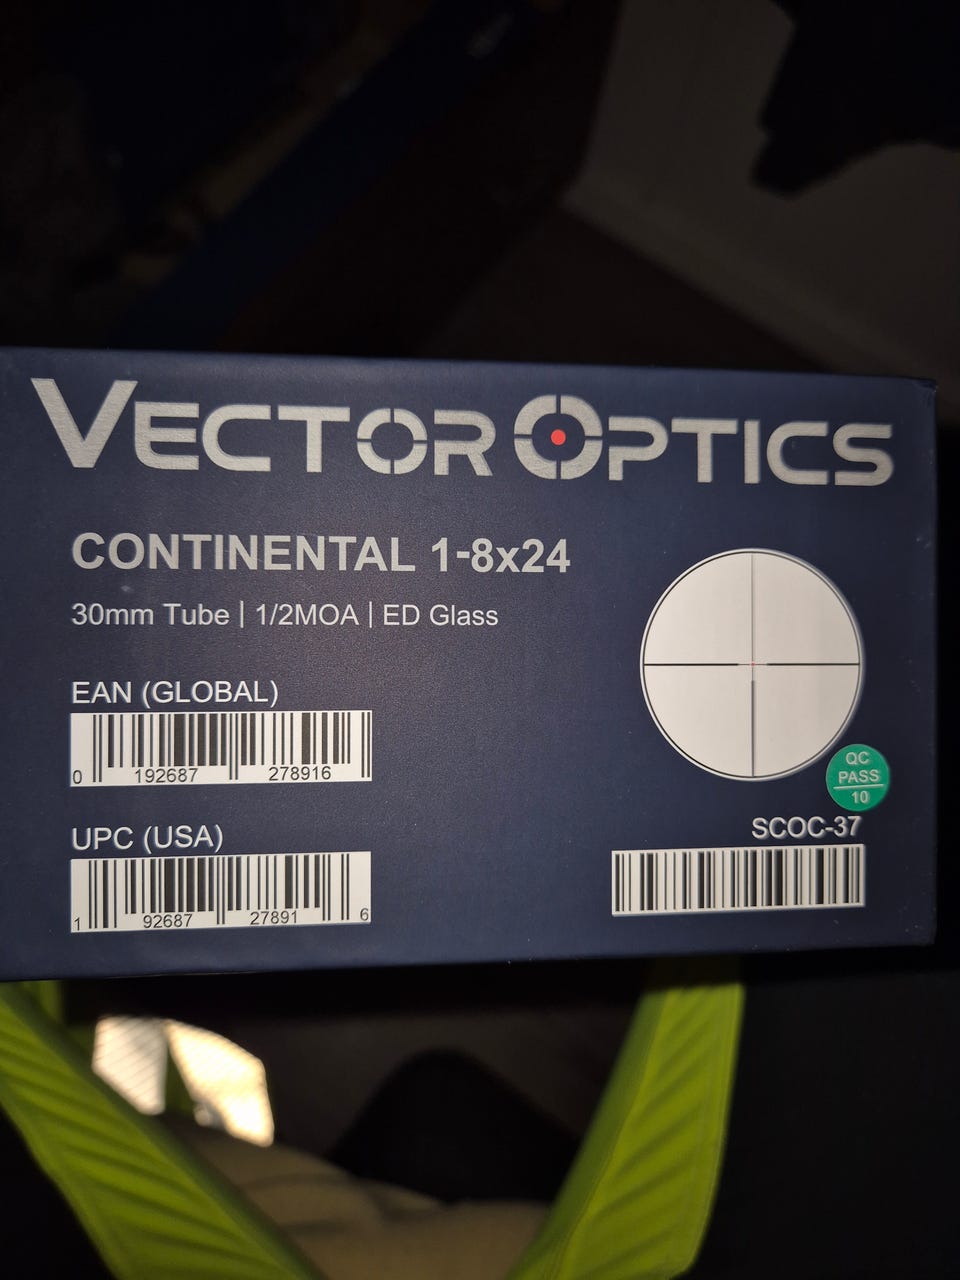 VECTOR OPTICS
CONTINENTAL 1-8x24
30mm Tube | 1/2MOA | ED Glass
EAN (GLOBAL)
0 192687 278916
UPC (USA)
1 92687 27891 6
QC
PASS
10
SCOC-37